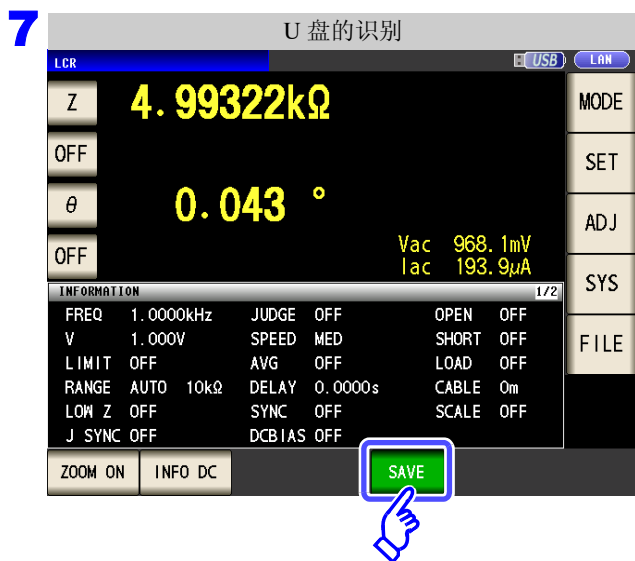 7
U 盘的识别
LCR
USB
LAN
Z
4.99322kΩ
MODE
OFF
SET
θ
0.043 °
ADJ
OFF
Vac 968.1mV
Iac 193.9µA
SYS
INFORMATION 1/2
FREQ 1.0000kHz JUDGE OFF OPEN OFF
V 1.000V SPEED MED SHORT OFF
FILE
LIMIT OFF AVG OFF LOAD OFF
RANGE AUTO 10kΩ DELAY 0.0000s CABLE 0m
LOW Z OFF SYNC OFF SCALE OFF
J SYNC OFF DCBIAS OFF
ZOOM ON
INFO DC
SAVE